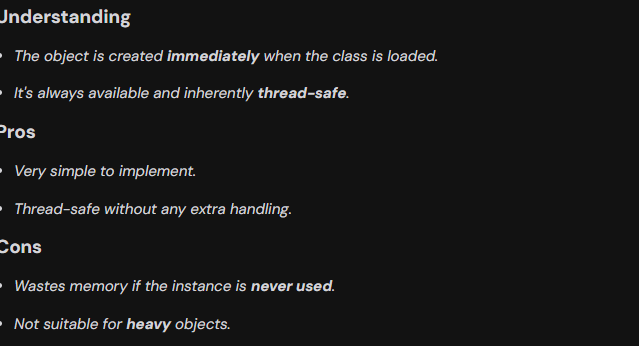 Understanding
• The object is created immediately when the class is loaded.
• It's always available and inherently thread-safe.
Pros
• Very simple to implement.
• Thread-safe without any extra handling.
Cons
• Wastes memory if the instance is never used.
• Not suitable for heavy objects.